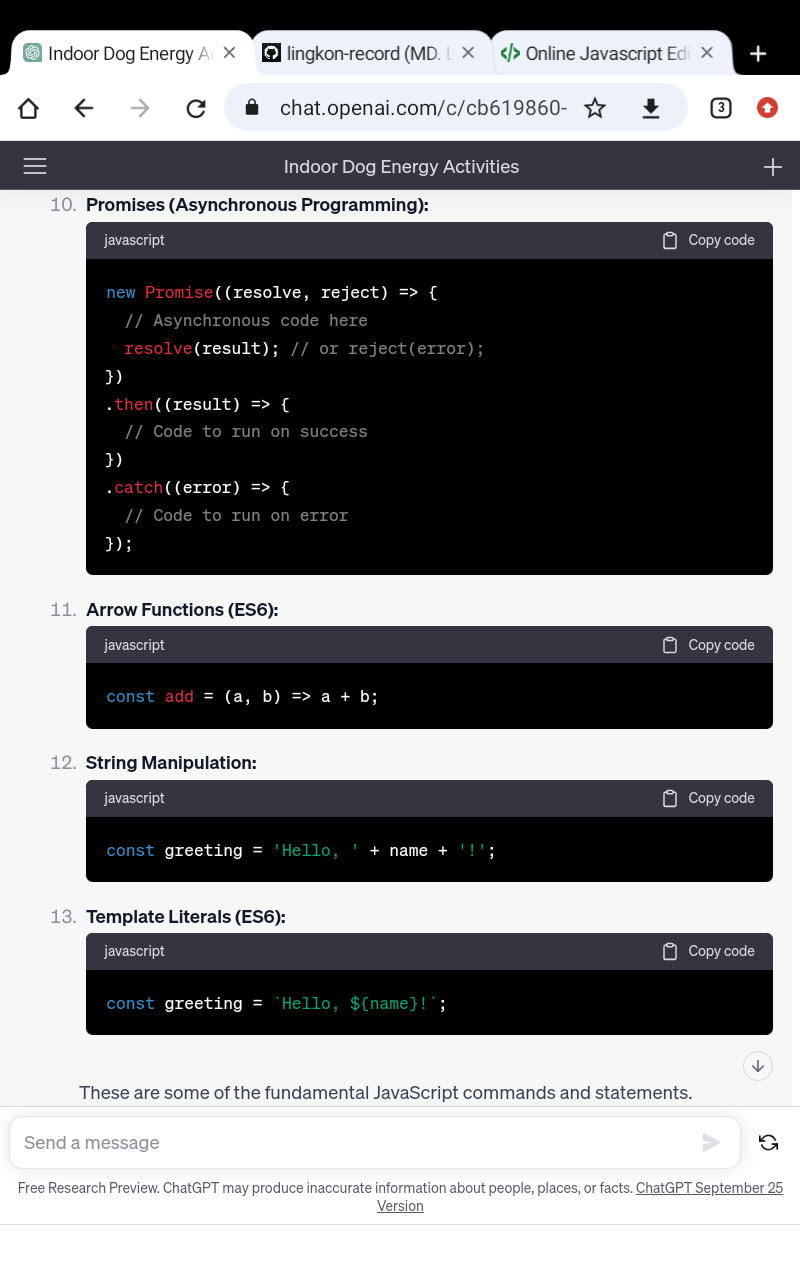 Indoor Dog Energy A
lingkon-record (MD.
Online Javascript Edi
chat.openai.com/c/cb619860-
3
Indoor Dog Energy Activities
10. Promises (Asynchronous Programming):
javascript
Copy code
new Promise((resolve, reject) => {
  // Asynchronous code here
  resolve(result); // or reject(error);
})
.then((result) => {
  // Code to run on success
})
.catch((error) => {
  // Code to run on error
});
11. Arrow Functions (ES6):
javascript
Copy code
const add = (a, b) => a + b;
12. String Manipulation:
javascript
Copy code
const greeting = 'Hello, ' + name + '!';
13. Template Literals (ES6):
javascript
Copy code
const greeting = `Hello, ${name}!`;
These are some of the fundamental JavaScript commands and statements.
Send a message
Free Research Preview. ChatGPT may produce inaccurate information about people, places, or facts. ChatGPT September 25
Version